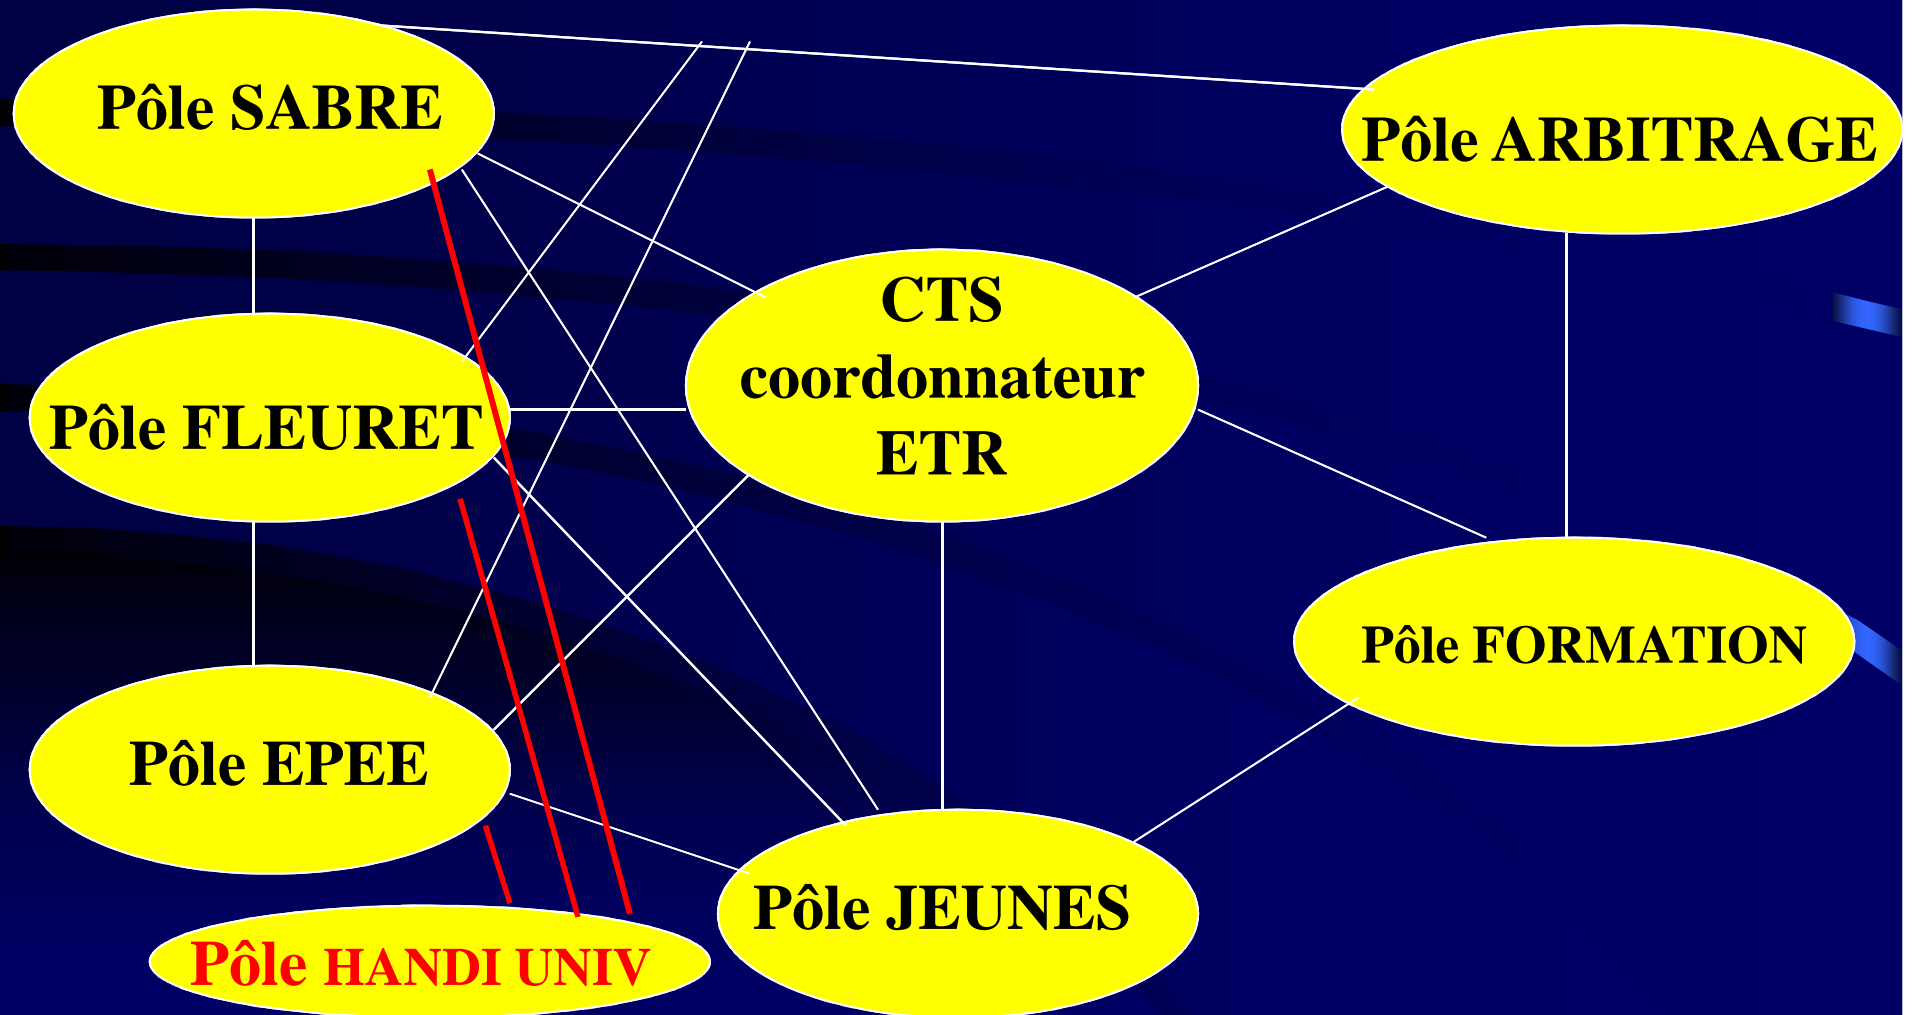 Pôle SABRE
Pôle ARBITRAGE
CTS
coordonnateur
ETR
Pôle FLEURET
Pôle FORMATION
Pôle EPEE
Pôle JEUNES
Pôle HANDI UNIV